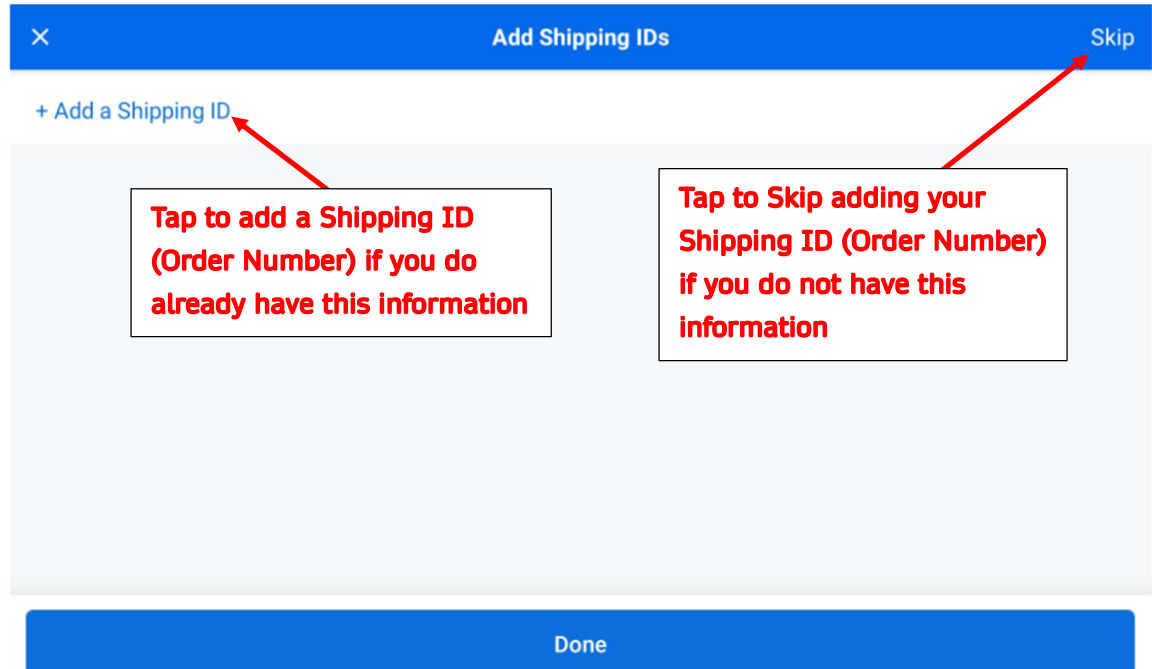 × Add Shipping IDs Skip
+ Add a Shipping ID
Tap to add a Shipping ID
(Order Number) if you do
already have this information
Tap to Skip adding your
Shipping ID (Order Number)
if you do not have this
information
Done